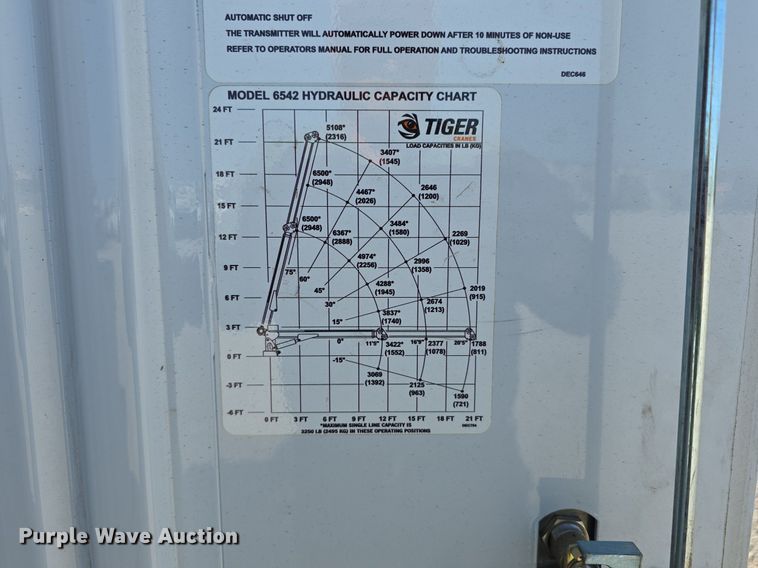 AUTOMATIC SHUT OFF
THE TRANSMITTER WILL AUTOMATICALLY POWER DOWN AFTER 10 MINUTES OF NON-USE
REFER TO OPERATORS MANUAL FOR FULL OPERATION AND TROUBLESHOOTING INSTRUCTIONS
DEC646
MODEL 6542 HYDRAULIC CAPACITY CHART
24 FT
TIGER
CRANES
LOAD CAPACITIES IN LB (KG)
5108*
(2316)
21 FT
3407*
(1545)
18 FT
6500*
(2948)
4467*
(2026)
2646
(1200)
15 FT
6500*
(2948)
3484*
(1580)
12 FT
6367*
(2888)
2269
(1029)
4974*
(2256)
2996
(1358)
9 FT
75°
60°
45°
4288*
(1945)
2019
(915)
6 FT
30°
2674
(1213)
15°
3837*
(1740)
3 FT
0°
11'5"
3422*
(1552)
16'9"
2377
(1078)
20'5"
1788
(811)
0 FT
-15°
3069
(1392)
2125
(963)
1590
(721)
-3 FT
-6 FT
0 FT 3 FT 6 FT 9 FT 12 FT 15 FT 18 FT 21 FT
*MAXIMUM SINGLE LINE CAPACITY IS
3250 LB (2495 KG) IN THESE OPERATING POSITIONS
DEC794
Purple Wave Auction